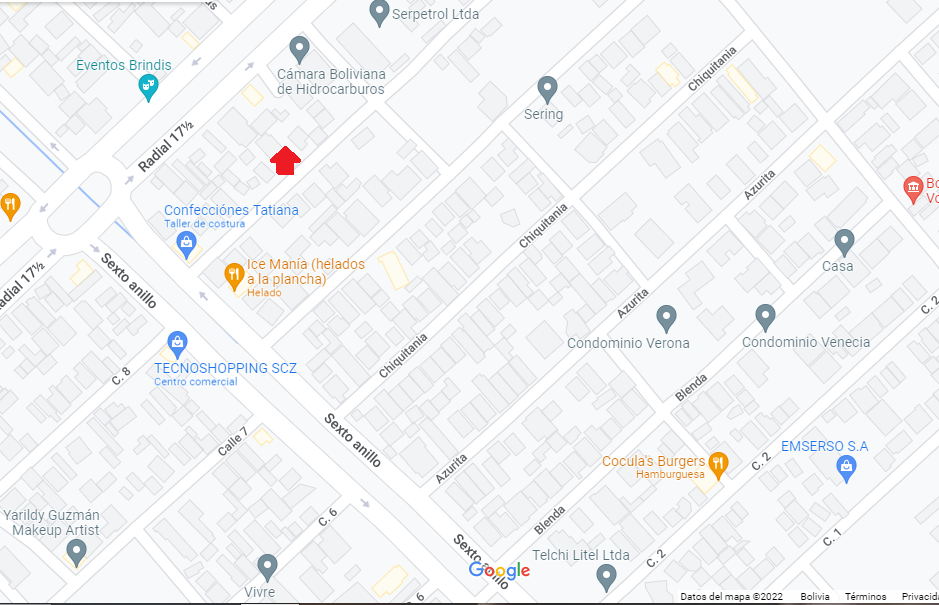 us
Serpetrol Ltda
Cámara Boliviana
de Hidrocarburos
Eventos Brindis
Chiquitania
Sering
Radial 17½
Azurita
Bo
Vo
Confecciónes Tatiana
Taller de costura
Chiquitania
Casa
Ice Manía (helados
a la plancha)
Helado
adial 17½
Sexto anillo
Azurita
C. 2
Condominio Verona
Condominio Venecia
Chiquitania
TECNOSHOPPING SCZ
Centro comercial
C. 8
Blenda
Calle 7
Sexto anillo
EMSERSO S.A
Cocula's Burgers
Hamburguesa
C. 2
Azurita
Yarildy Guzmán
Makeup Artist
C. 6
Blenda
C. 1
Sexto anillo
Telchi Litel Ltda
C. 2
Google
Vivre
C. 6
Datos del mapa ©2022 Bolivia Términos Privacida